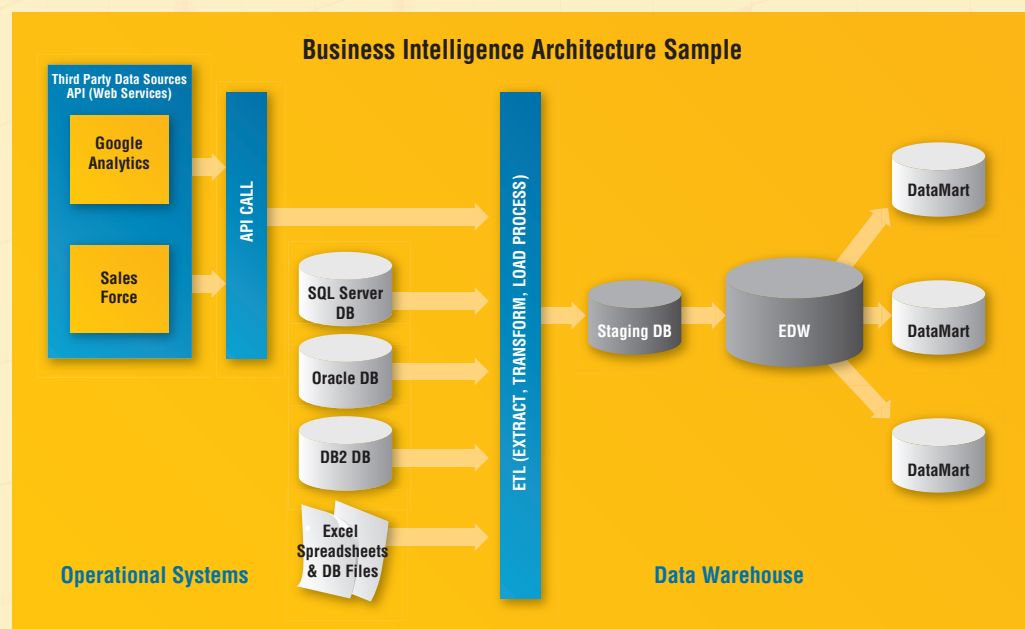 Business Intelligence Architecture Sample
Third Party Data Sources
API (Web Services)
Google
Analytics
Sales
Force
API CALL
SQL Server
DB
Oracle DB
DB2 DB
Excel
Spreadsheets
& DB Files
Operational Systems
ETL (EXTRACT, TRANSFORM, LOAD PROCESS)
Staging DB
EDW
DataMart
DataMart
DataMart
Data Warehouse